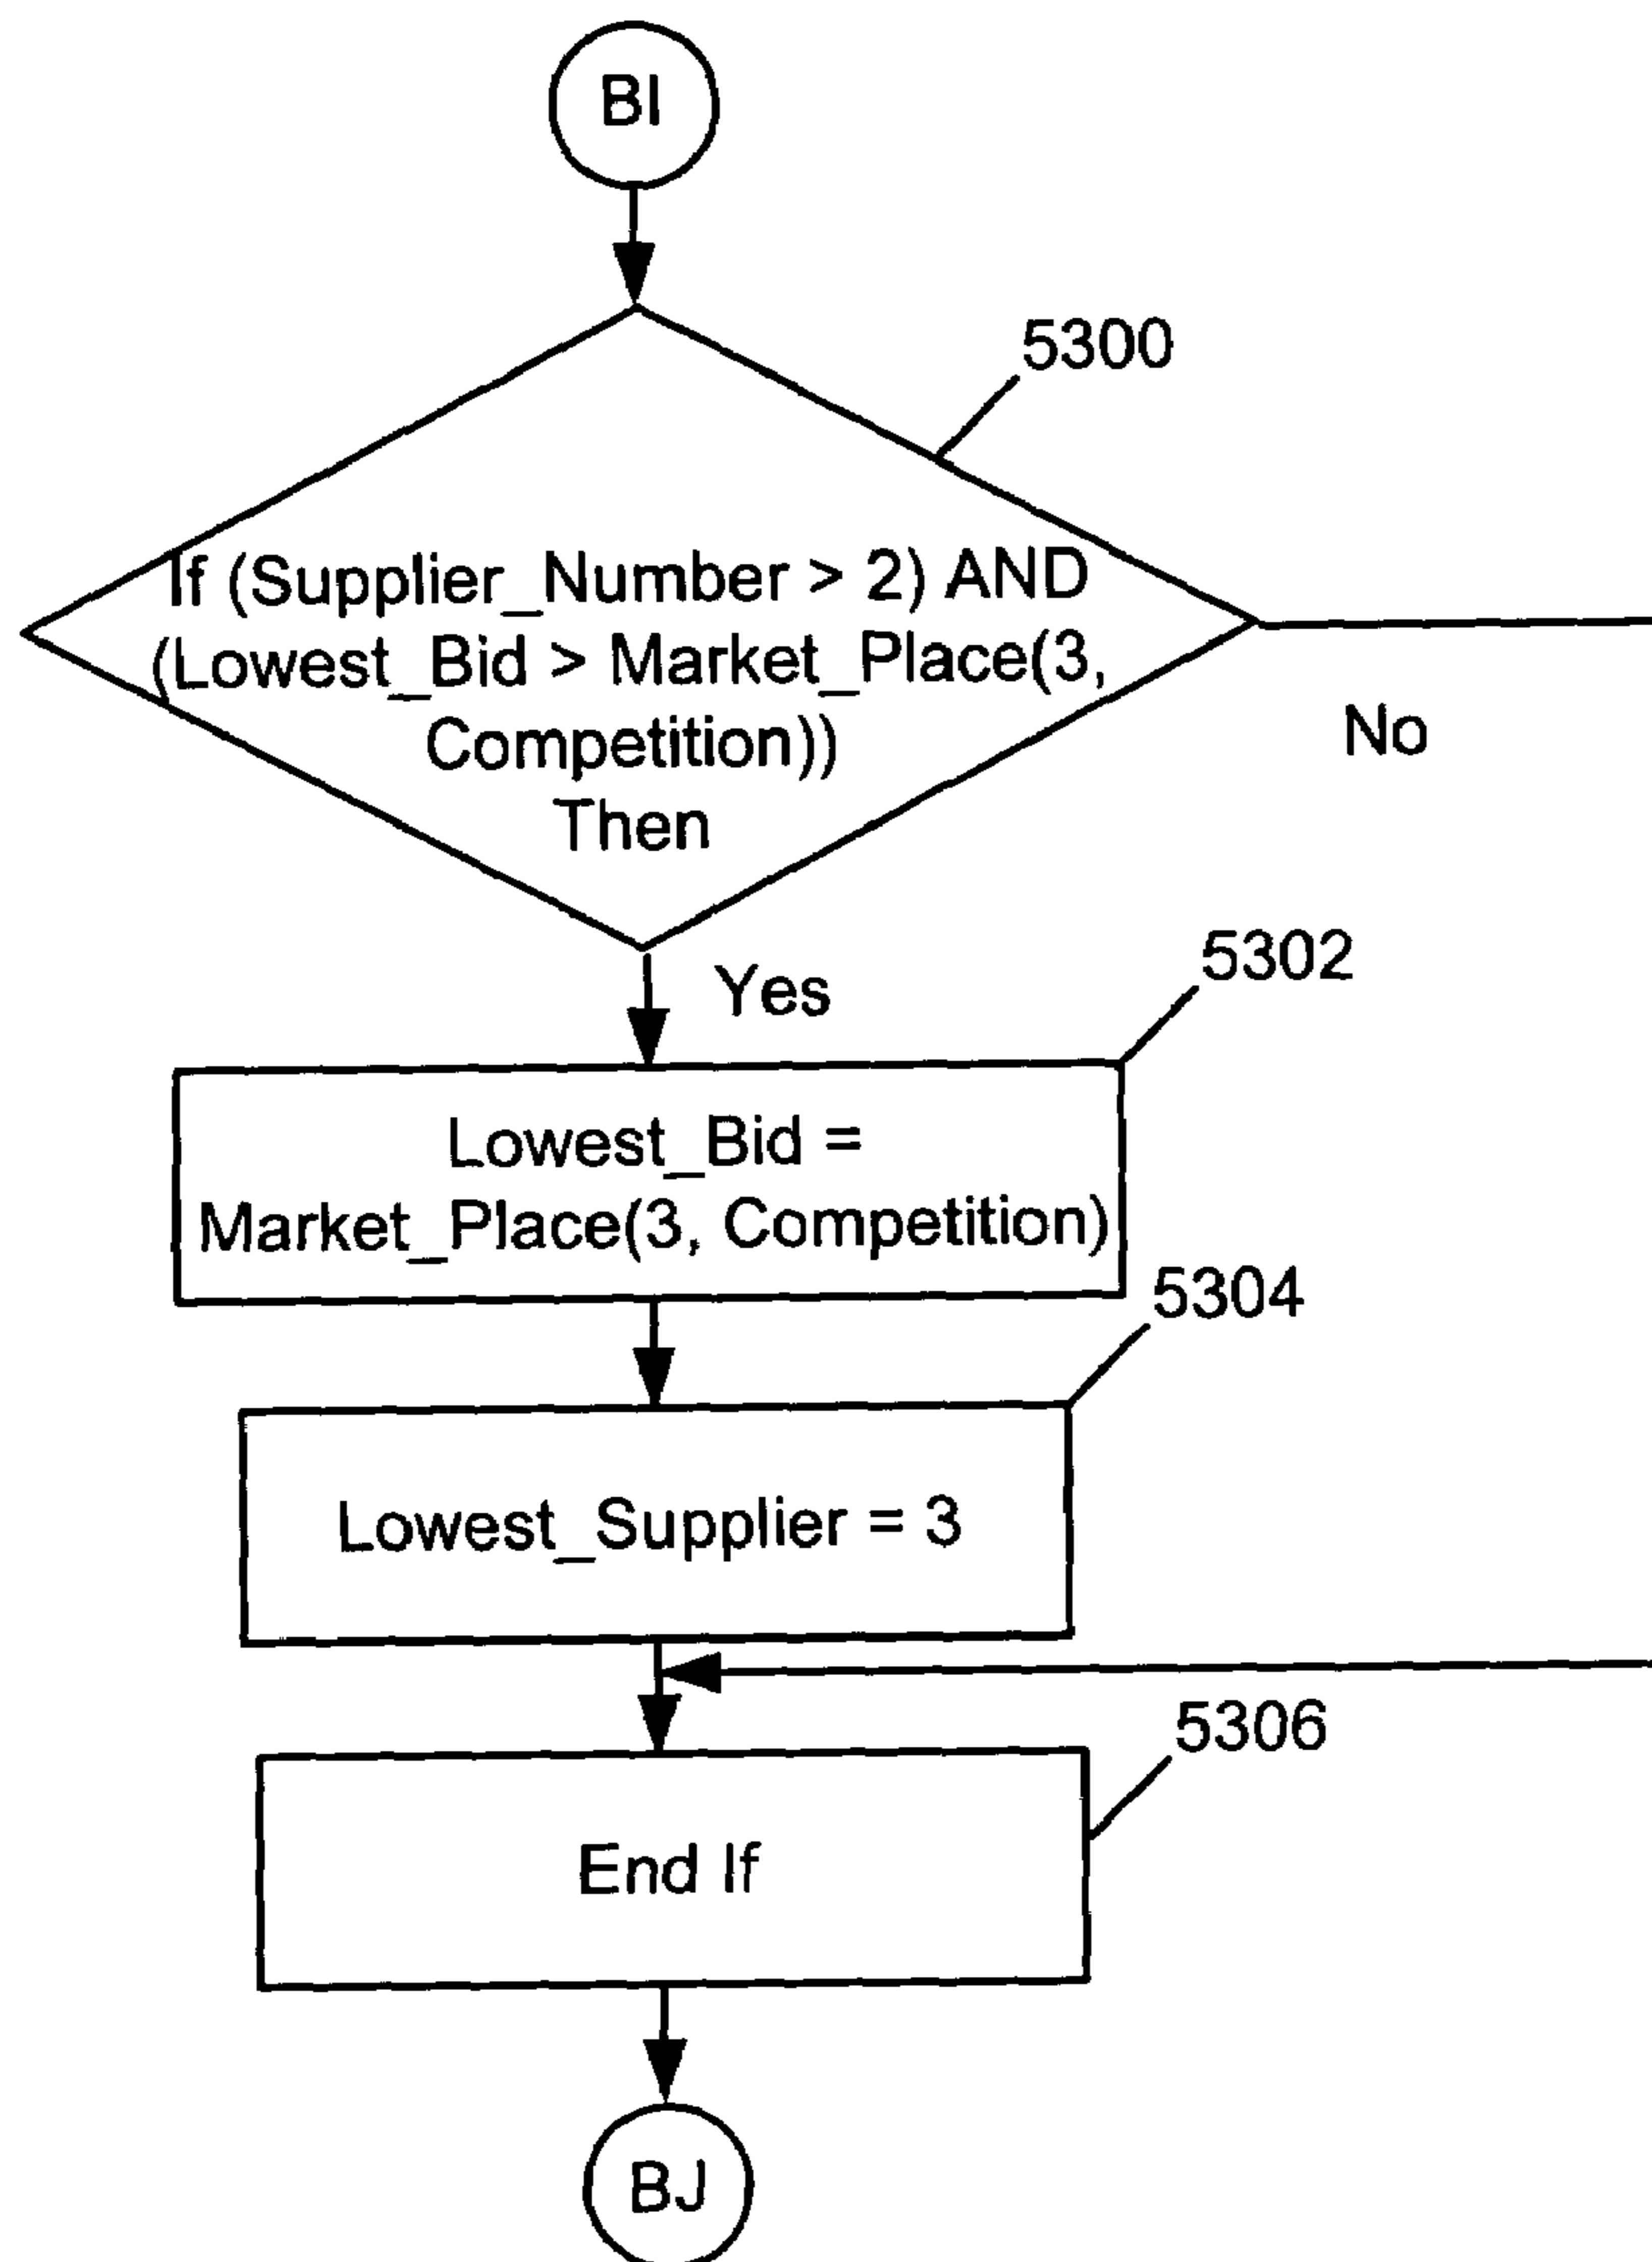 BI
5300
If (Supplier_Number > 2) AND
(Lowest_Bid > Market_Place(3,
Competition))
Then
No
Yes
5302
Lowest_Bid =
Market_Place(3, Competition)
5304
Lowest_Supplier = 3
5306
End If
BJ